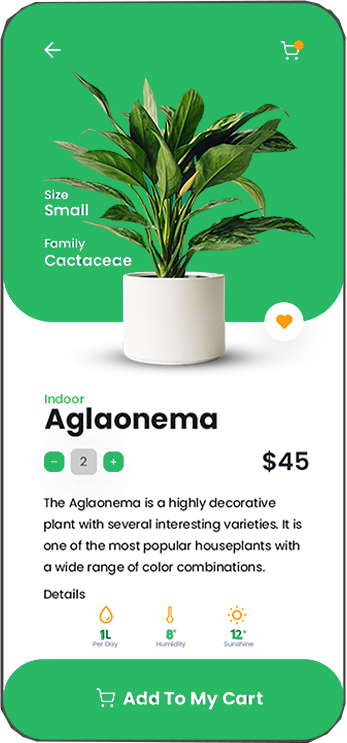 Size
Small
Family
Cactaceae
Indoor
Aglaonema
− 2 +
$45
The Aglaonema is a highly decorative
plant with several interesting varieties. It is
one of the most popular houseplants with
a wide range of color combinations.
Details
1L 8° 12°
Per Day Humidity Sunshine
Add To My Cart